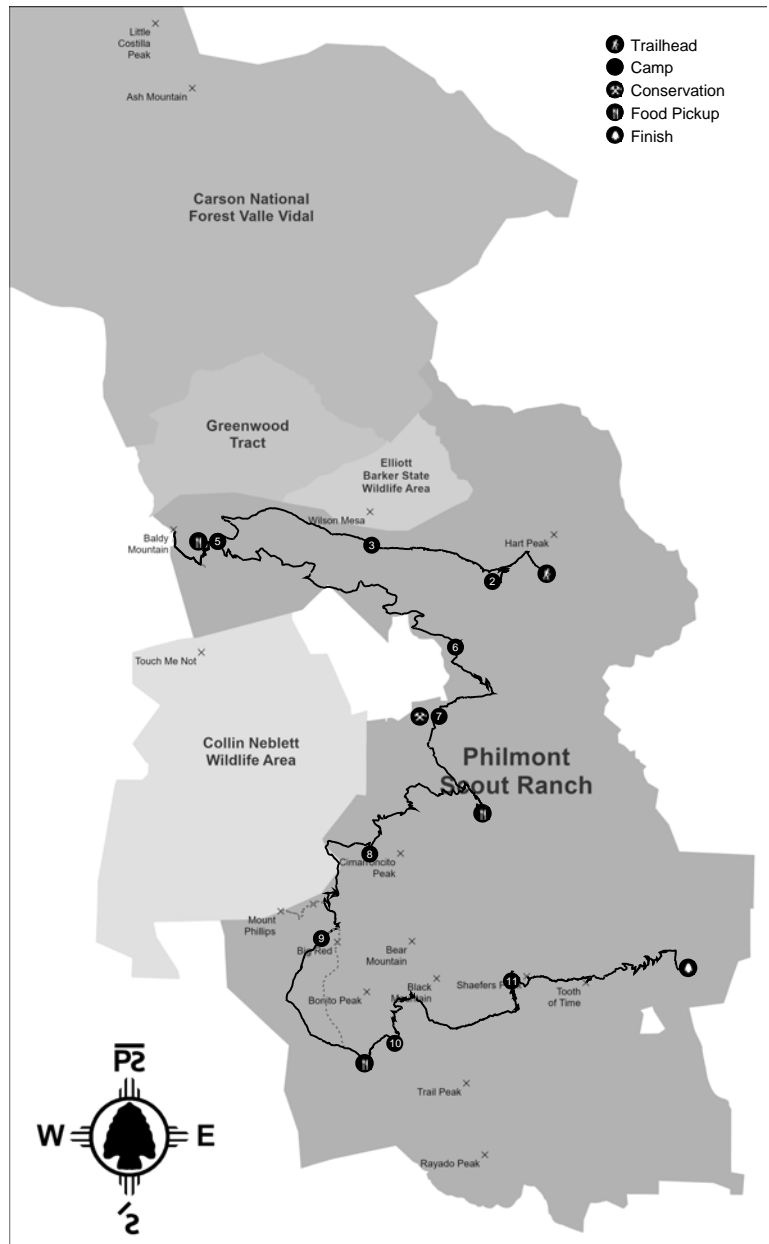 Little
Costilla
Peak
Ash Mountain
Trailhead
Camp
Conservation
Food Pickup
Finish
Carson National
Forest Valle Vidal
Greenwood
Tract
Elliott
Barker State
Wildlife Area
Wilson Mesa
Baldy
Mountain
Hart Peak
5
3
2
6
Touch Me Not
7
Collin Neblett
Wildlife Area
Philmont
Scout Ranch
8
Cimarroncito
Peak
Mount
Phillips
9
Big Red
Bear
Mountain
Bonito Peak
Black
Mountain
Shaefers
11
Tooth
of Time
10
Trail Peak
Rayado Peak
W
E